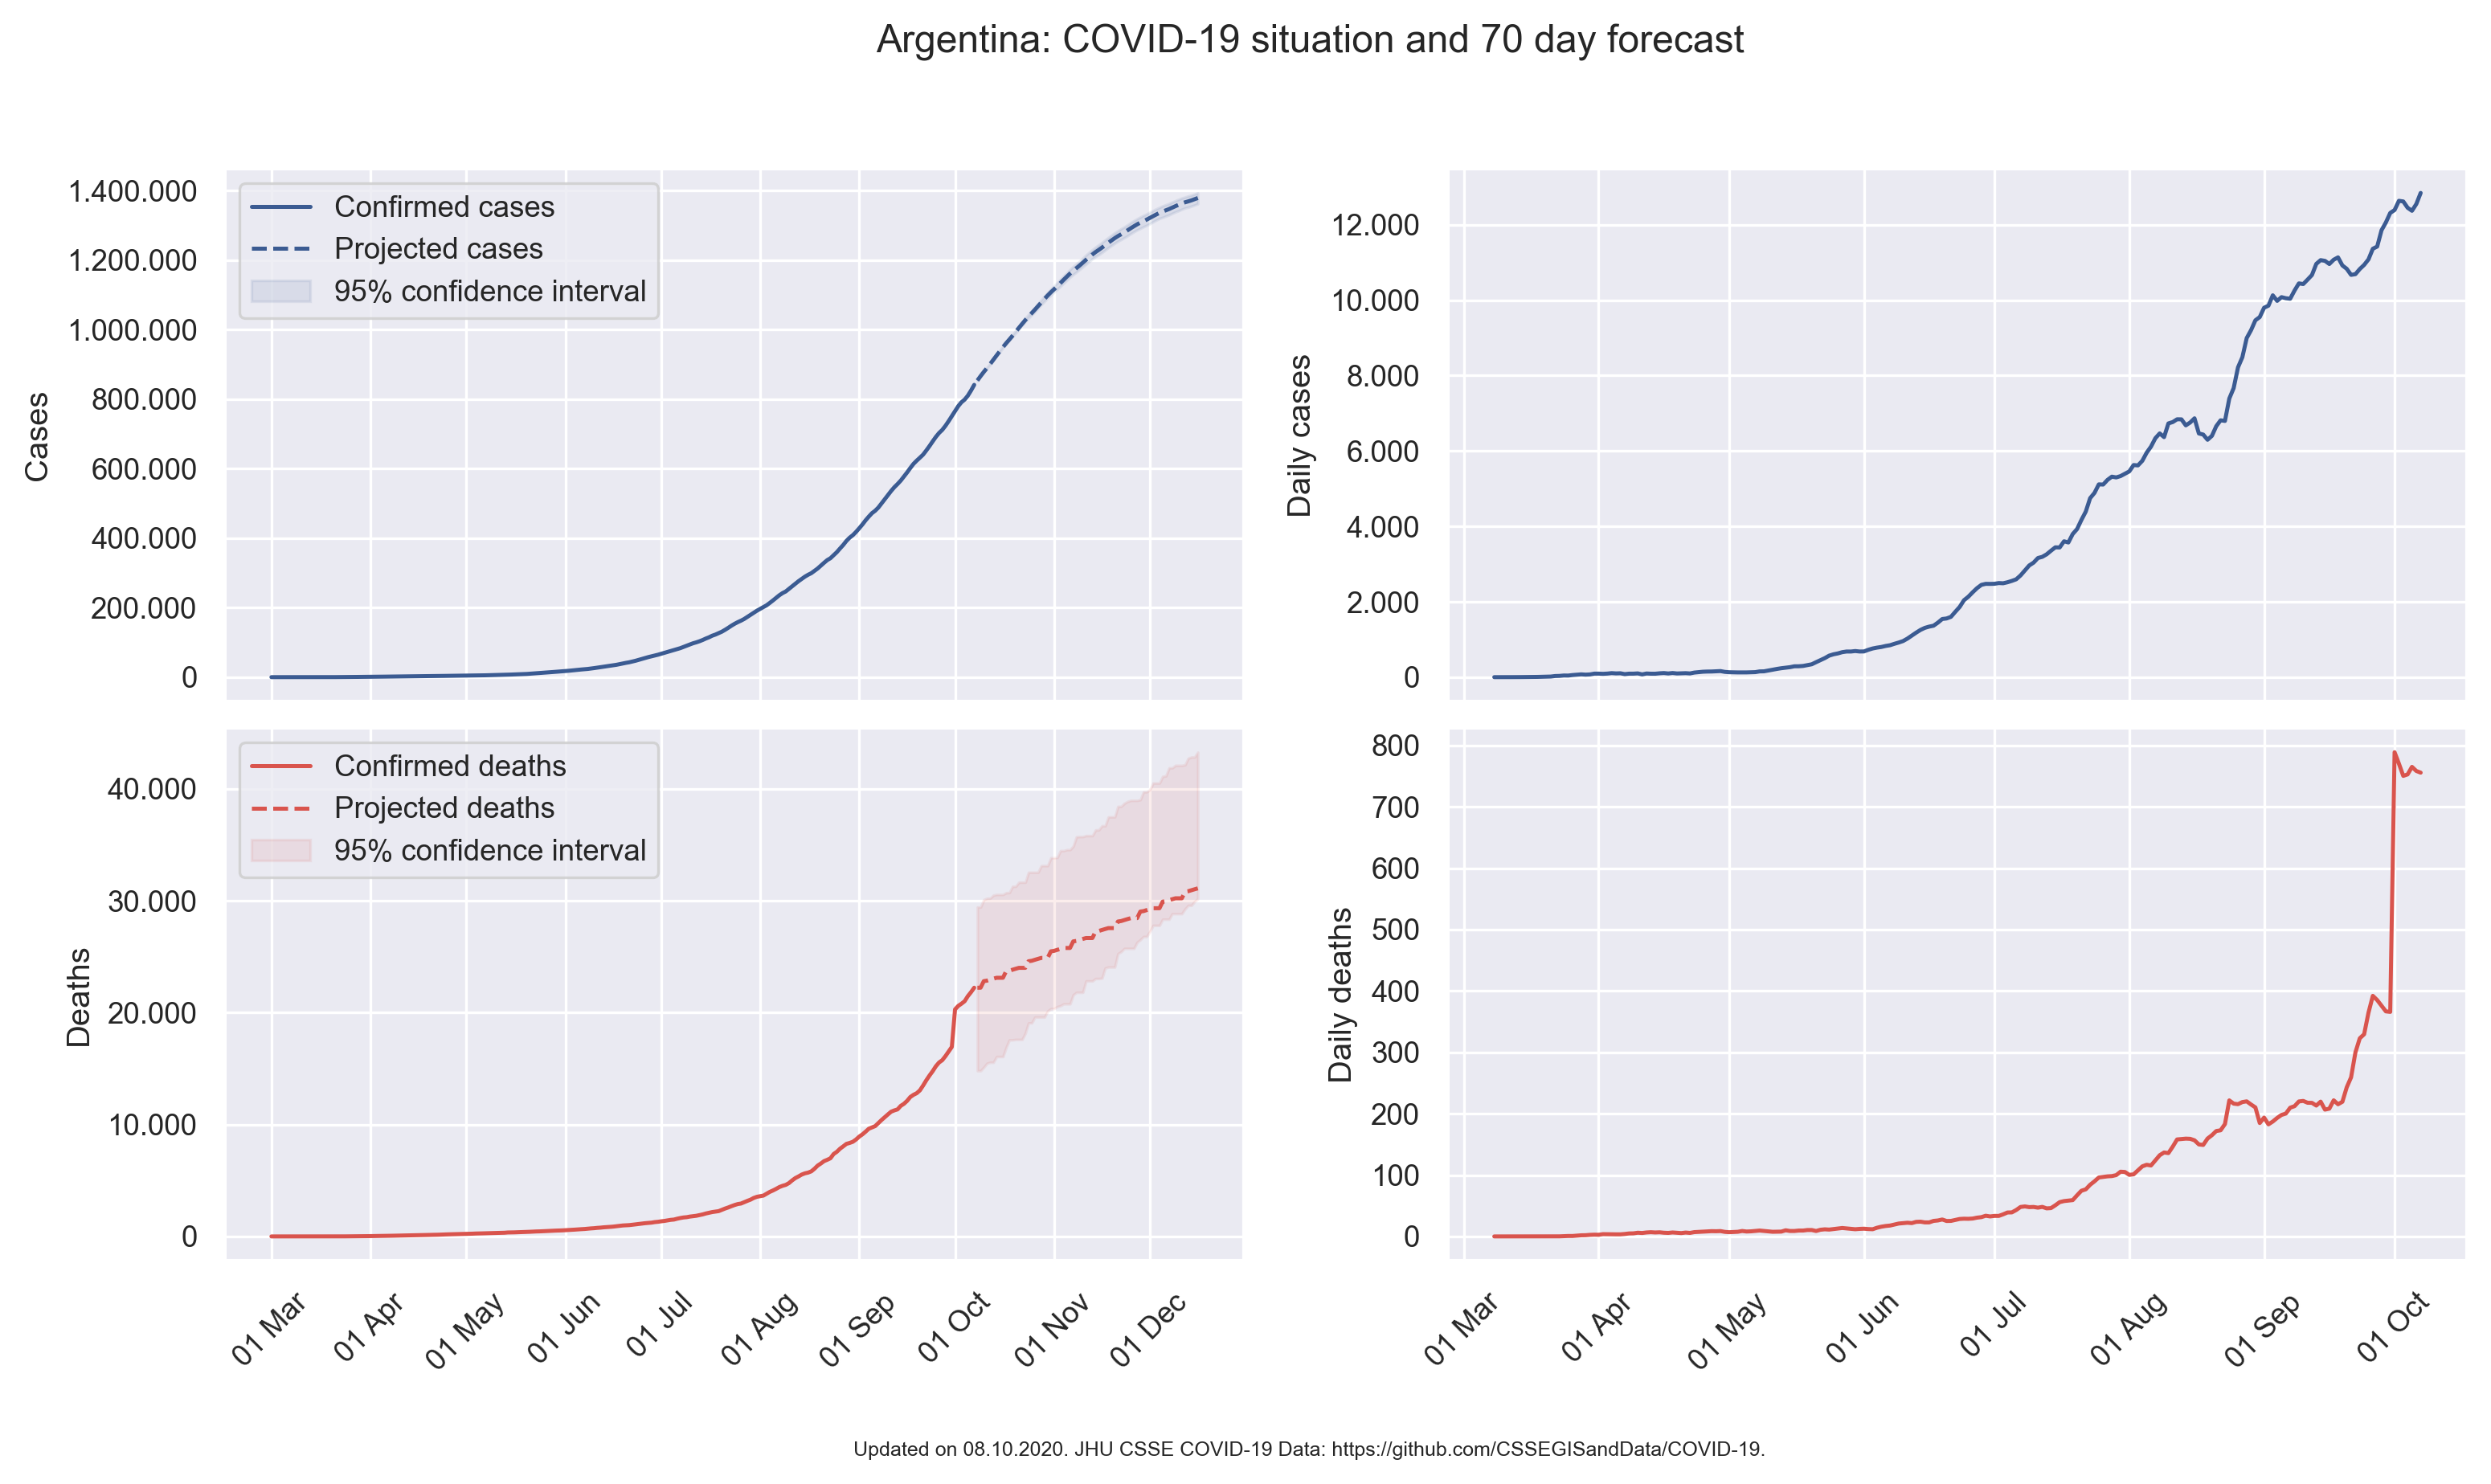 Argentina: COVID-19 situation and 70 day forecast
1.400.000
1.200.000
1.000.000
800.000
600.000
400.000
200.000
0
Cases
Confirmed cases
Projected cases
95% confidence interval
12.000
10.000
8.000
6.000
4.000
2.000
0
Daily cases
40.000
30.000
20.000
10.000
0
Deaths
Confirmed deaths
Projected deaths
95% confidence interval
01 Mar
01 Apr
01 May
01 Jun
01 Jul
01 Aug
01 Sep
01 Oct
01 Nov
01 Dec
800
700
600
500
400
300
200
100
0
Daily deaths
01 Mar
01 Apr
01 May
01 Jun
01 Jul
01 Aug
01 Sep
01 Oct
Updated on 08.10.2020. JHU CSSE COVID-19 Data: https://github.com/CSSEGISandData/COVID-19.